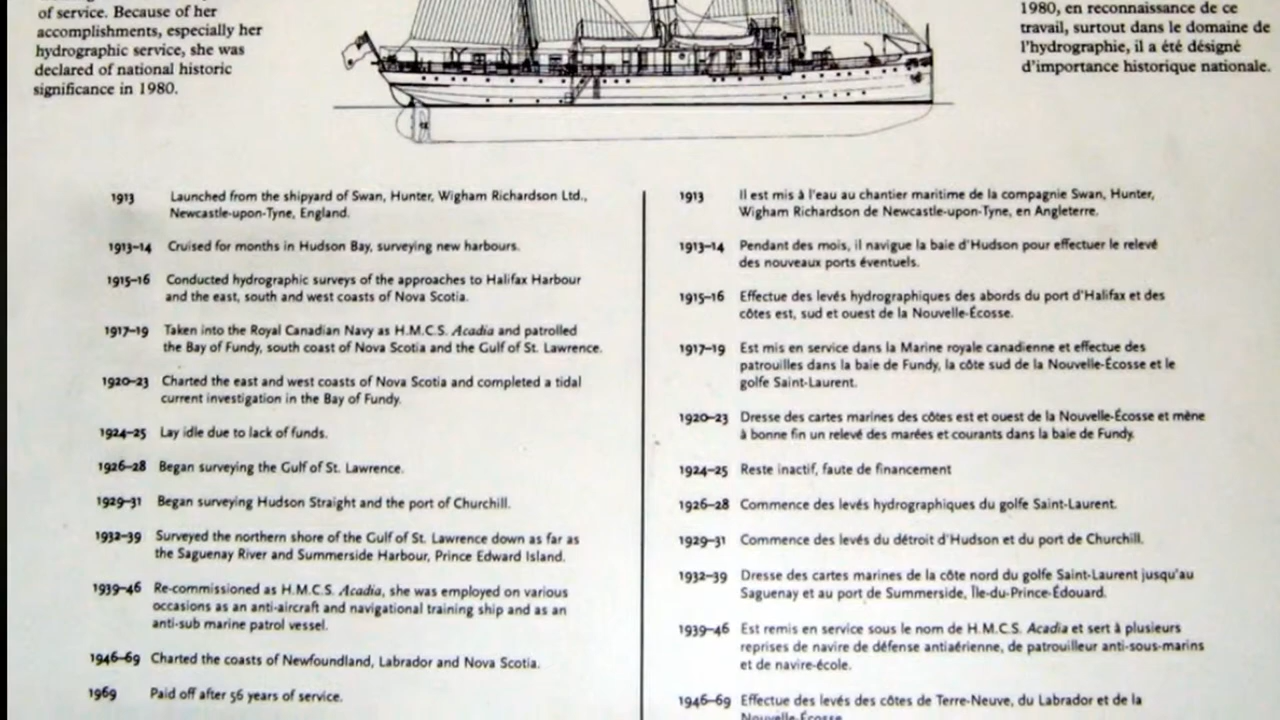 of service. Because of her
accomplishments, especially her
hydrographic service, she was
declared of national historic
significance in 1980.
1980, en reconnaissance de ce
travail, surtout dans le domaine de
l'hydrographie, il a été désigné
d'importance historique nationale.
1913 Launched from the shipyard of Swan, Hunter, Wigham Richardson Ltd.,
Newcastle-upon-Tyne, England.
1913–14 Cruised for months in Hudson Bay, surveying new harbours.
1915–16 Conducted hydrographic surveys of the approaches to Halifax Harbour
and the east, south and west coasts of Nova Scotia.
1917–19 Taken into the Royal Canadian Navy as H.M.C.S. Acadia and patrolled
the Bay of Fundy, south coast of Nova Scotia and the Gulf of St. Lawrence.
1920–23 Charted the east and west coasts of Nova Scotia and completed a tidal
current investigation in the Bay of Fundy.
1924–25 Lay idle due to lack of funds.
1926–28 Began surveying the Gulf of St. Lawrence.
1929–31 Began surveying Hudson Straight and the port of Churchill.
1932–39 Surveyed the northern shore of the Gulf of St. Lawrence down as far as
the Saguenay River and Summerside Harbour, Prince Edward Island.
1939–46 Re-commissioned as H.M.C.S. Acadia, she was employed on various
occasions as an anti-aircraft and navigational training ship and as an
anti-sub marine patrol vessel.
1946–69 Charted the coasts of Newfoundland, Labrador and Nova Scotia.
1969 Paid off after 56 years of service.
1913 Il est mis à l'eau au chantier maritime de la compagnie Swan, Hunter,
Wigham Richardson de Newcastle-upon-Tyne, en Angleterre.
1913–14 Pendant des mois, il navigue la baie d'Hudson pour effectuer le relevé
des nouveaux ports éventuels.
1915–16 Effectue des levés hydrographiques des abords du port d'Halifax et des
côtes est, sud et ouest de la Nouvelle-Écosse.
1917–19 Est mis en service dans la Marine royale canadienne et effectue des
patrouilles dans la baie de Fundy, la côte sud de la Nouvelle-Écosse et le
golfe Saint-Laurent.
1920–23 Dresse des cartes marines des côtes est et ouest de la Nouvelle-Écosse et mène
à bonne fin un relevé des marées et courants dans la baie de Fundy.
1924–25 Reste inactif, faute de financement
1926–28 Commence des levés hydrographiques du golfe Saint-Laurent.
1929–31 Commence des levés du détroit d'Hudson et du port de Churchill.
1932–39 Dresse des cartes marines de la côte nord du golfe Saint-Laurent jusqu'au
Saguenay et au port de Summerside, Île-du-Prince-Édouard.
1939–46 Est remis en service sous le nom de H.M.C.S. Acadia et sert à plusieurs
reprises de navire de défense antiaérienne, de patrouilleur anti-sous-marins
et de navire-école.
1946–69 Effectue des levés des côtes de Terre-Neuve, du Labrador et de la
Nouvelle-Écosse